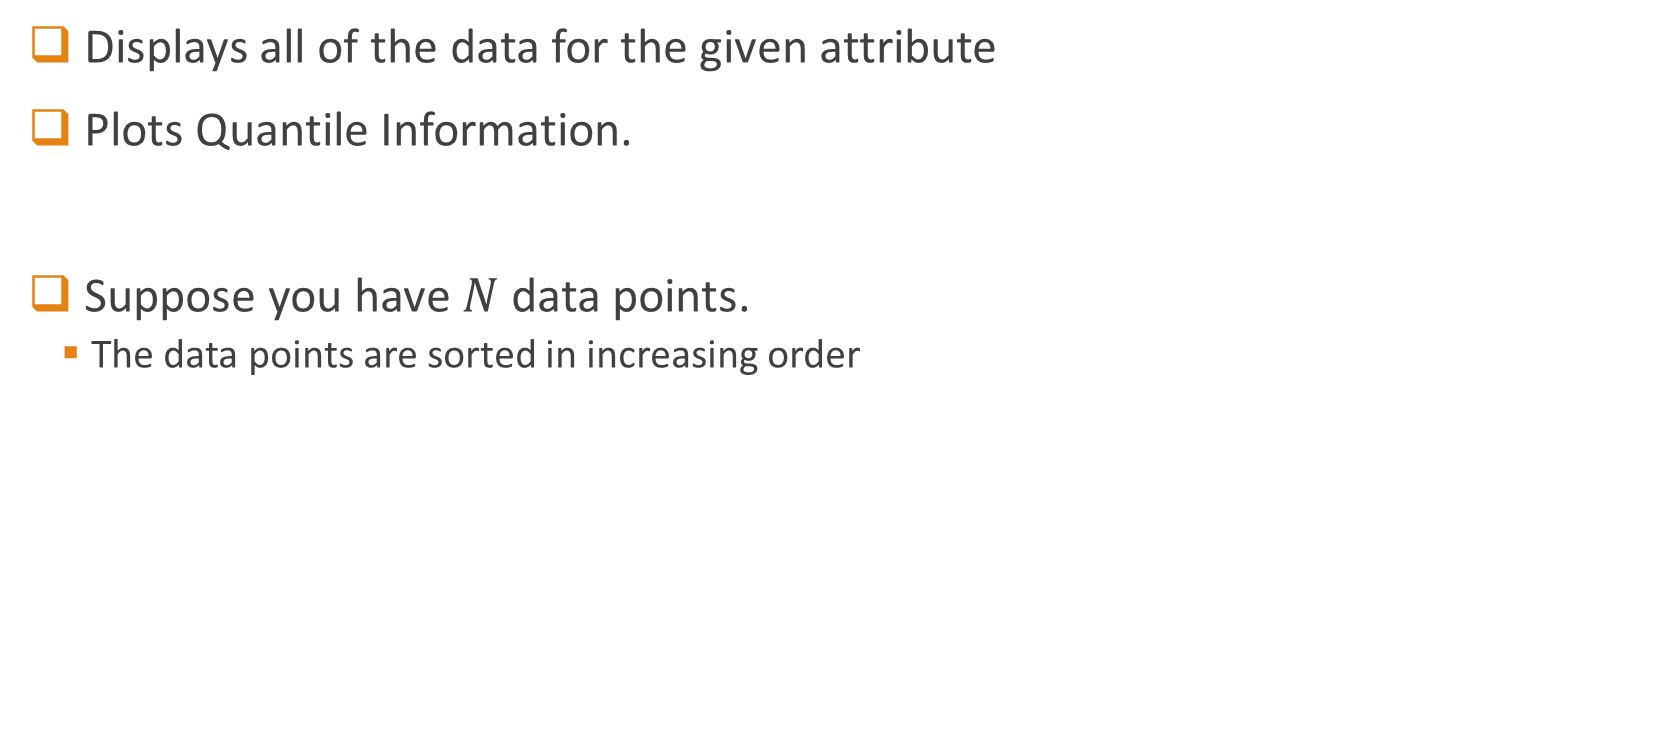 Displays all of the data for the given attribute
Plots Quantile Information.
Suppose you have N data points.
The data points are sorted in increasing order